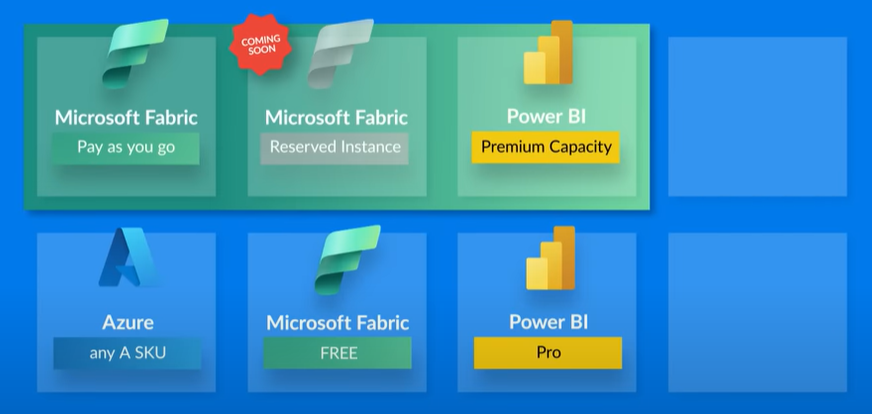 COMING
SOON
Microsoft Fabric
Pay as you go
Microsoft Fabric
Reserved Instance
Power BI
Premium Capacity
Azure
any A SKU
Microsoft Fabric
FREE
Power BI
Pro